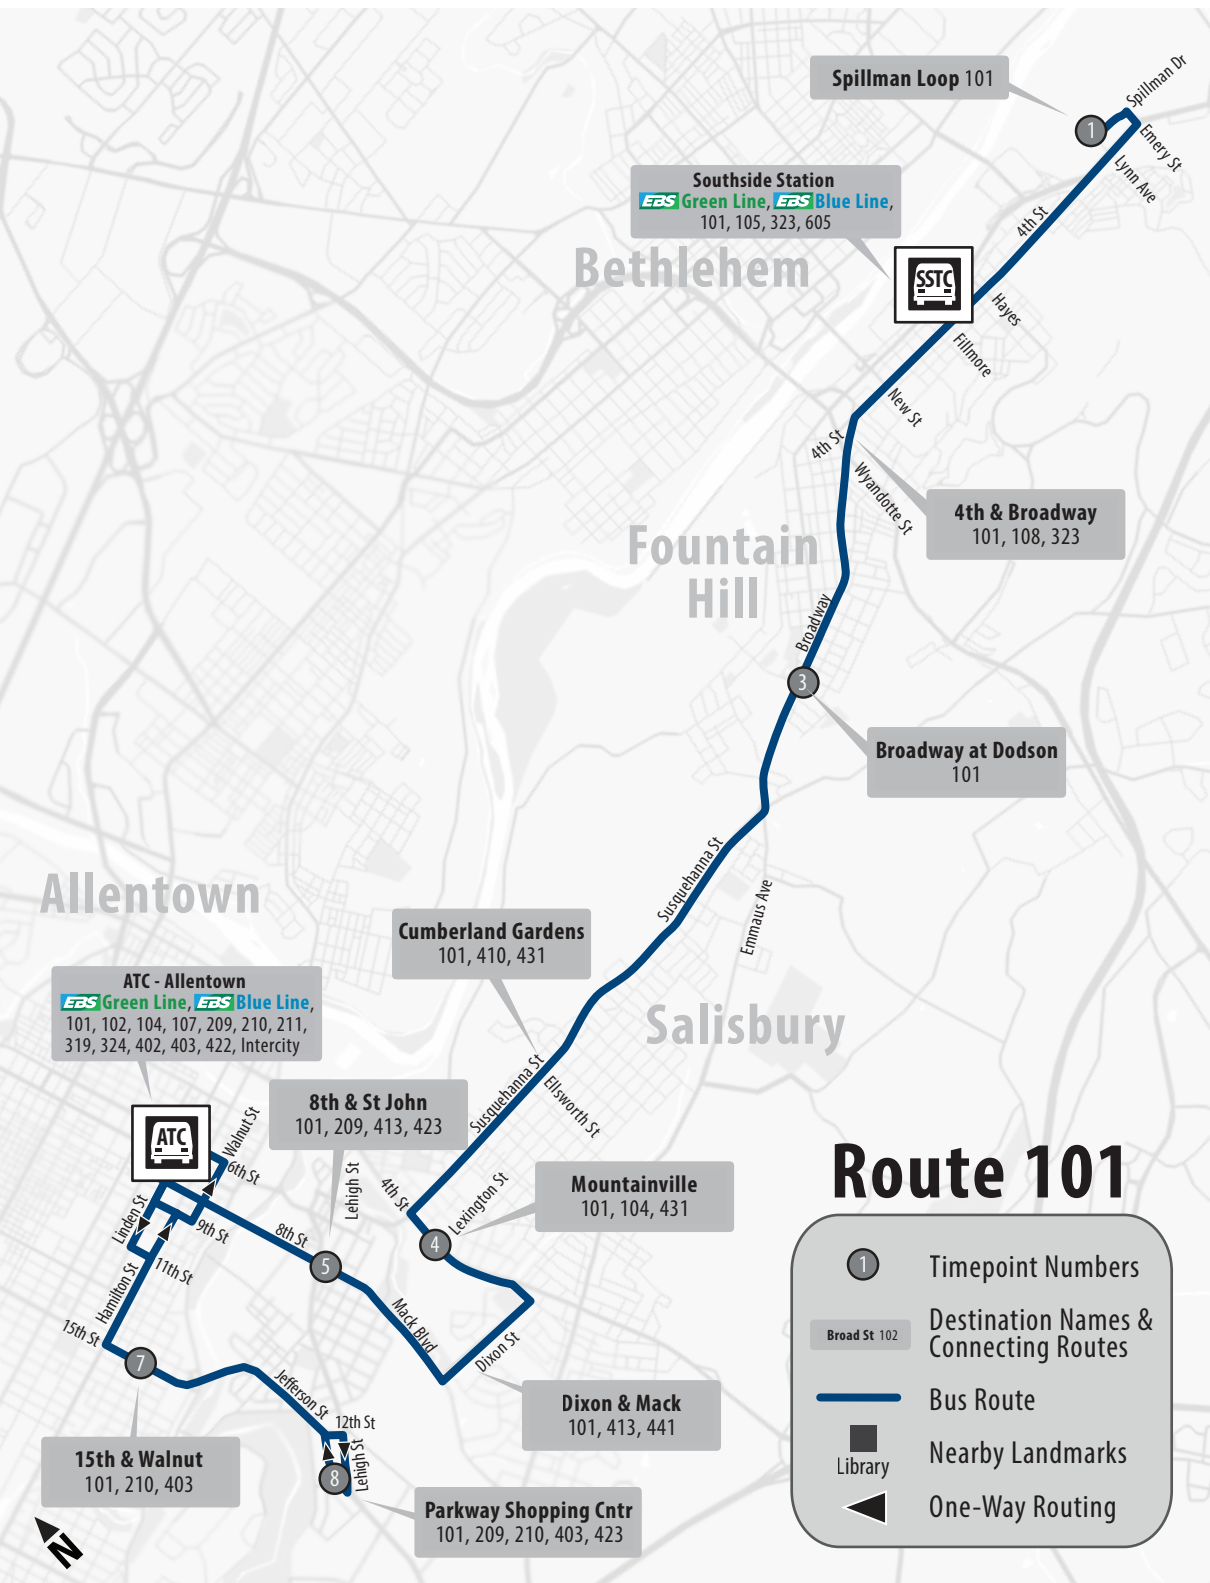 Spillman Loop 101
Spillman Dr
1
Emery St
Lynn Ave
Southside Station
EBS Green Line, EBS Blue Line,
101, 105, 323, 605
4th St
Bethlehem
SSTC
Hayes
Fillmore
New St
4th St
Wyandotte St
4th & Broadway
101, 108, 323
Fountain
Hill
Broadway
3
Broadway at Dodson
101
Susquehanna St
Emmaus Ave
Allentown
Cumberland Gardens
101, 410, 431
ATC - Allentown
EBS Green Line, EBS Blue Line,
101, 102, 104, 107, 209, 210, 211,
319, 324, 402, 403, 422, Intercity
Salisbury
Susquehanna St
Ellsworth St
8th & St John
101, 209, 413, 423
ATC
Walnut St
6th St
Lehigh St
4th St
Lexington St
Mountainville
101, 104, 431
Linden St
9th St
8th St
4
5
11th St
Hamilton St
Mack Blvd
Dixon St
15th St
7
Jefferson St
Dixon & Mack
101, 413, 441
12th St
Lehigh St
8
15th & Walnut
101, 210, 403
Parkway Shopping Cntr
101, 209, 210, 403, 423
N
Route 101
1 Timepoint Numbers
Broad St 102
Destination Names &
Connecting Routes
Bus Route
Library
Nearby Landmarks
One-Way Routing